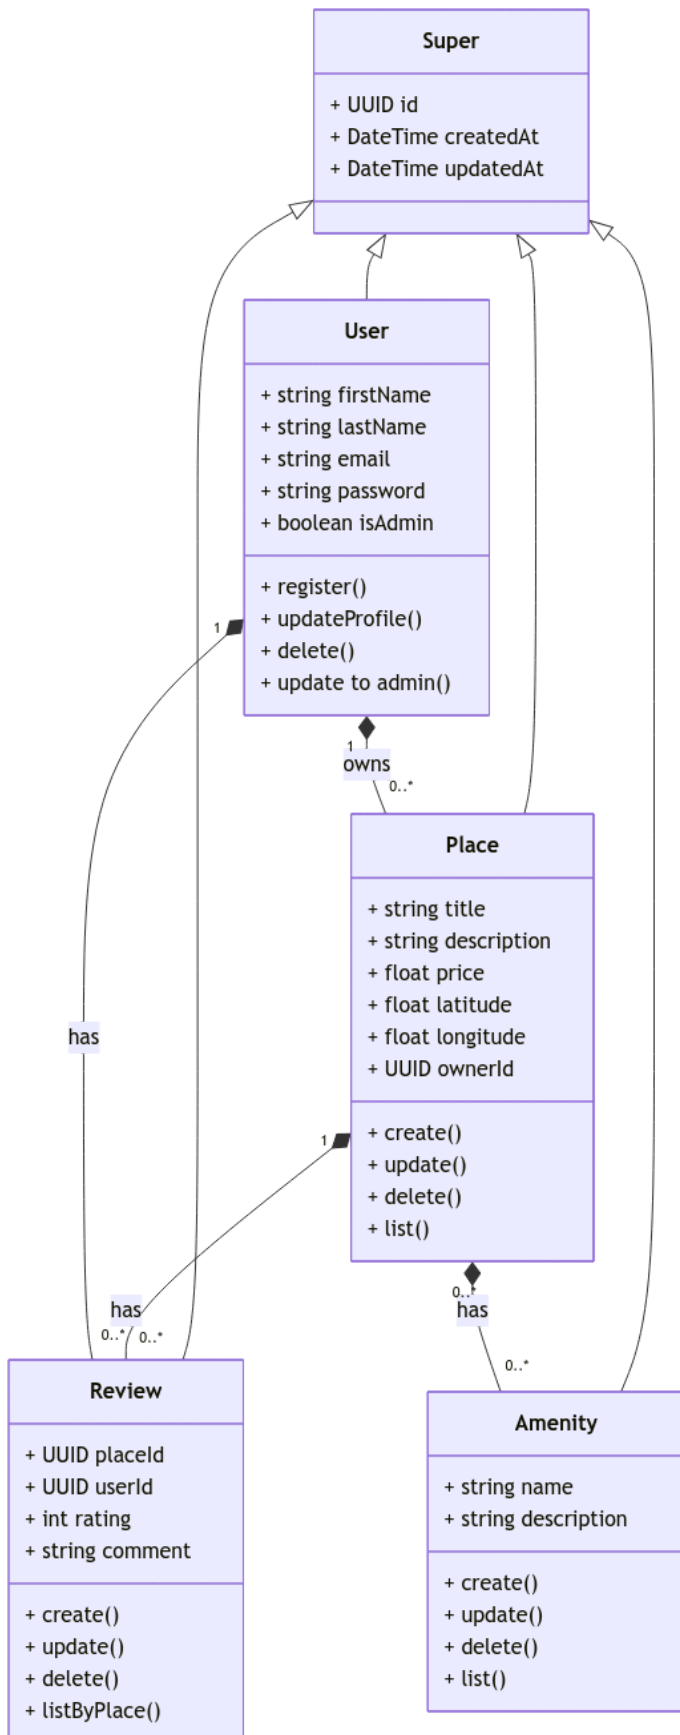 Super
+ UUID id
+ DateTime createdAt
+ DateTime updatedAt
User
+ string firstName
+ string lastName
+ string email
+ string password
+ boolean isAdmin
+ register()
+ updateProfile()
+ delete()
+ update to admin()
1
1
owns
0..*
Place
+ string title
+ string description
+ float price
+ float latitude
+ float longitude
+ UUID ownerId
has
+ create()
+ update()
+ delete()
+ list()
1
0..*
has
has
0..*
0..*
0..*
Review
+ UUID placeId
+ UUID userId
+ int rating
+ string comment
+ create()
+ update()
+ delete()
+ listByPlace()
Amenity
+ string name
+ string description
+ create()
+ update()
+ delete()
+ list()